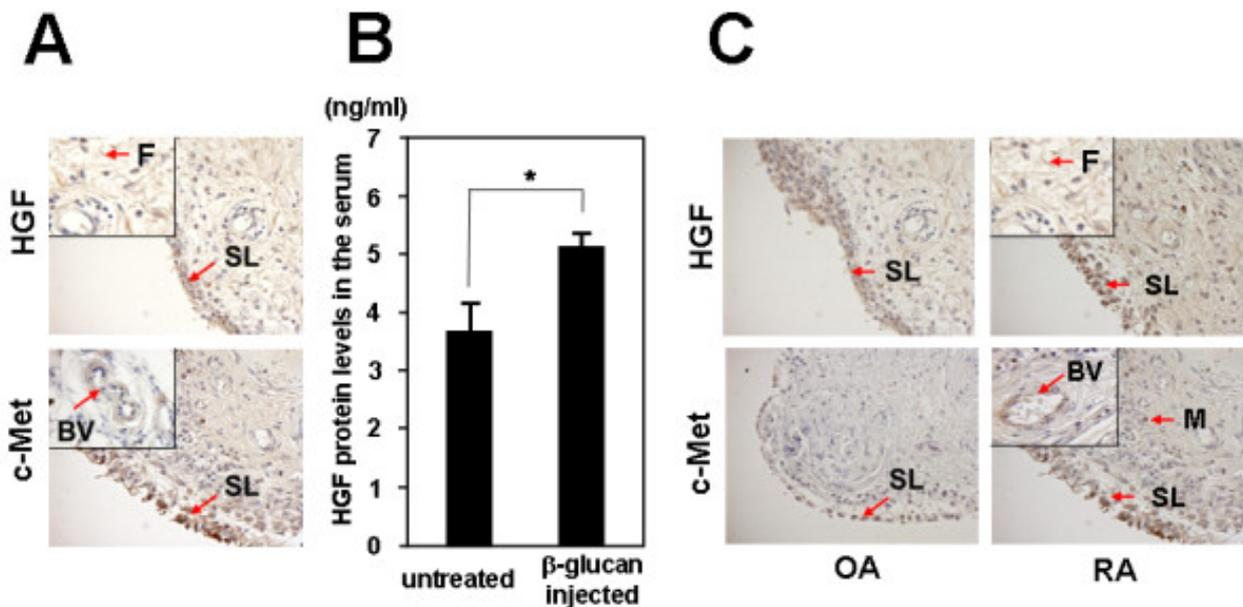 A
B
C
(ng/ml)
HGF
F
SL
c-Met
BV
SL
HGF protein levels in the serum
7
6
5
4
3
2
1
0
*
untreated
β-glucan
injected
HGF
SL
F
SL
c-Met
SL
BV
M
SL
OA
RA